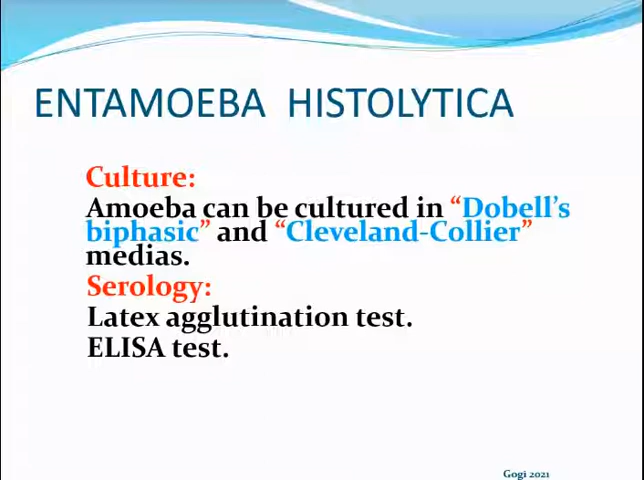 ENTAMOEBA HISTOLYTICA
Culture:
Amoeba can be cultured in “Dobell’s
biphasic” and “Cleveland-Collier”
medias.
Serology:
Latex agglutination test.
ELISA test.
Gogi 2021